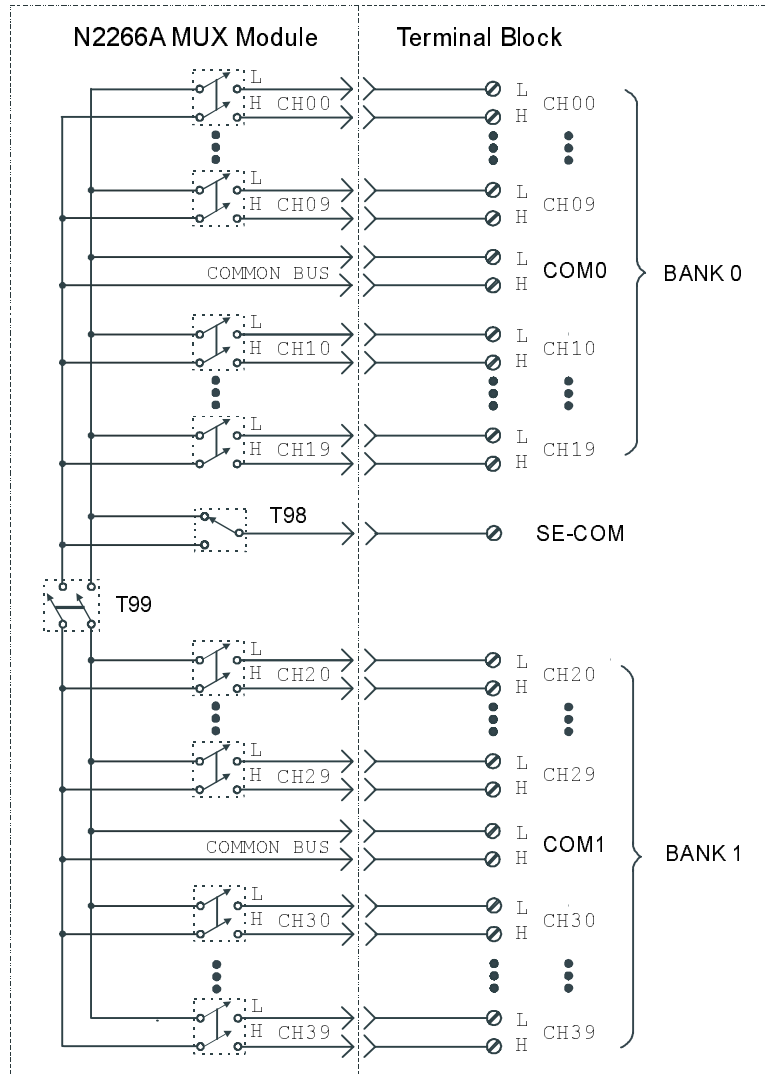 N2266A MUX Module Terminal Block
L L
H CH00 H CH00
L L
H CH09 H CH09
L
COMMON BUS H COM0 BANK 0
L L
H CH10 H CH10
L L
H CH19 H CH19
T98 SE-COM
T99
L L
H CH20 H CH20
L L
H CH29 H CH29
L
COMMON BUS H COM1 BANK 1
L L
H CH30 H CH30
L L
H CH39 H CH39